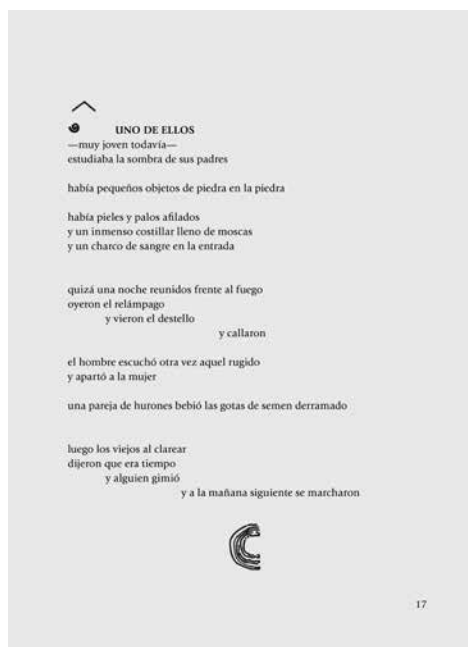 UNO DE ELLOS
—muy joven todavía—
estudiaba la sombra de sus padres
había pequeños objetos de piedra en la piedra
había pieles y palos afilados
y un inmenso costillar lleno de moscas
y un charco de sangre en la entrada
quizá una noche reunidos frente al fuego
oyeron el relámpago
y vieron el destello
y callaron
el hombre escuchó otra vez aquel rugido
y apartó a la mujer
una pareja de hurones bebió las gotas de semen derramado
luego los viejos al clarear
dijeron que era tiempo
y alguien gimió
y a la mañana siguiente se marcharon
17